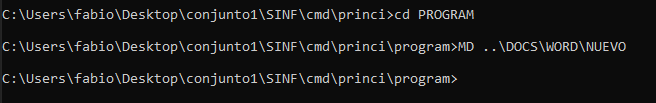 C:\Users\fabio\Desktop\conjunto1\SINF\cmd\princi>cd PROGRAM
C:\Users\fabio\Desktop\conjunto1\SINF\cmd\princi\program>MD ..\DOCS\WORD\NUEVO
C:\Users\fabio\Desktop\conjunto1\SINF\cmd\princi\program>